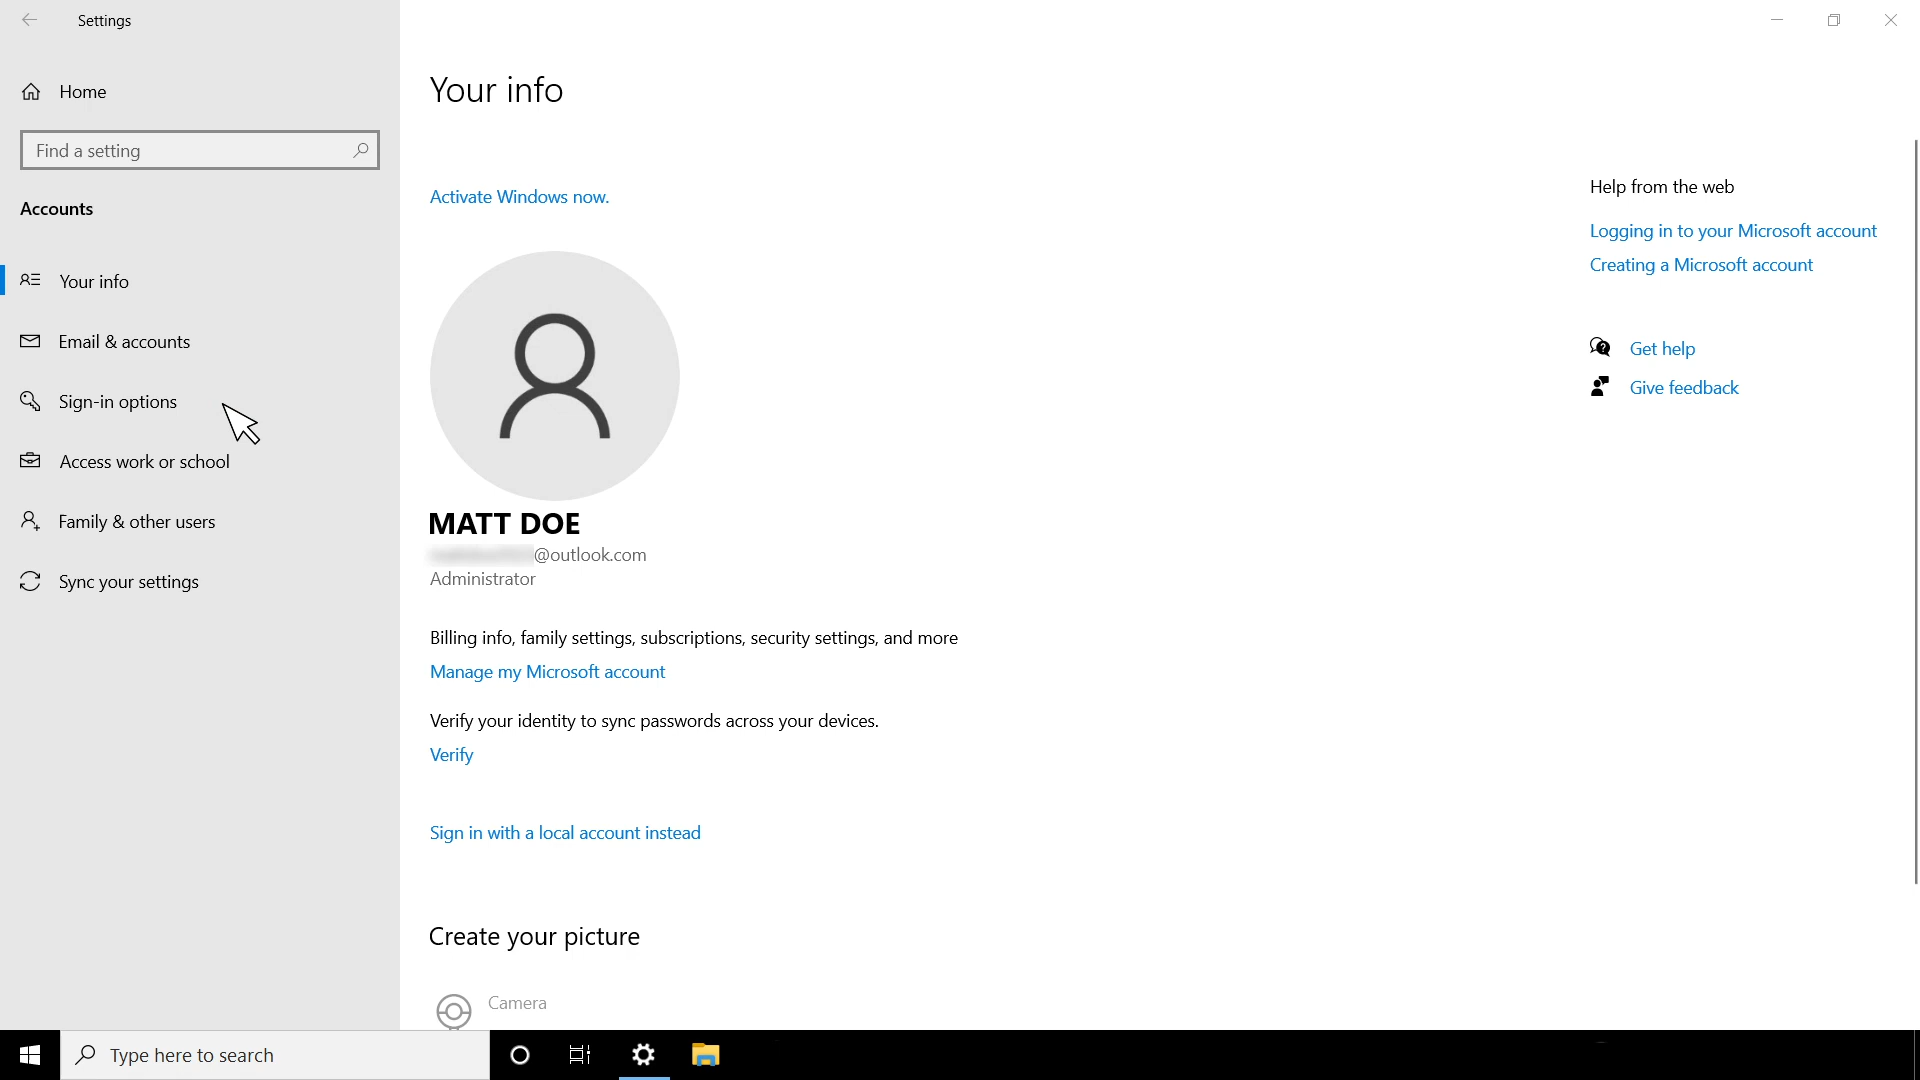 Settings
Home
Find a setting
Accounts
Your info
Email & accounts
Sign-in options
Access work or school
Family & other users
Sync your settings
Your info
Activate Windows now.
MATT DOE
@outlook.com
Administrator
Billing info, family settings, subscriptions, security settings, and more
Manage my Microsoft account
Verify your identity to sync passwords across your devices.
Verify
Sign in with a local account instead
Create your picture
Camera
Help from the web
Logging in to your Microsoft account
Creating a Microsoft account
Get help
Give feedback
Type here to search